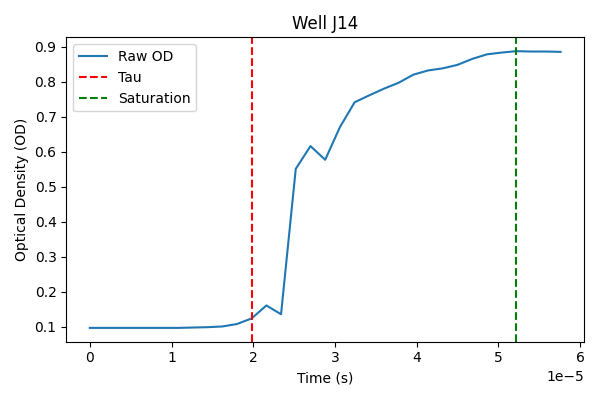 Well J14
Raw OD
Tau
Saturation
Optical Density (OD)
0.9
0.8
0.7
0.6
0.5
0.4
0.3
0.2
0.1
0 1 2 3 4 5 6
1e−5
Time (s)